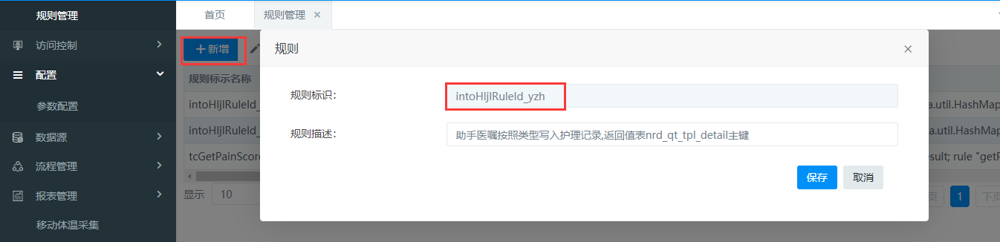 规则管理
访问控制
配置
参数配置
数据源
流程管理
报表管理
移动体温采集
首页
规则管理 ×
+ 新增
规则标示名称
intoHljlRuleId_
a.util.HashMap
intoHljlRuleId_
a.util.HashMap
tcGetPainScore
esult; rule "getP
显示 10
页 1 下页
规则 ×
规则标识:
intoHljlRuleId_yzh
规则描述:
助手医嘱按照类型写入护理记录,返回值表nrd_qt_tpl_detail主键
保存 取消